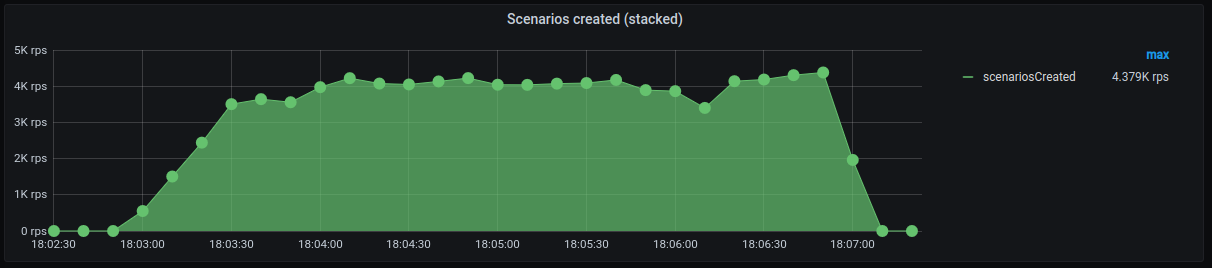 Scenarios created (stacked)
5K rps
4K rps
3K rps
2K rps
1K rps
0 rps
18:02:30 18:03:00 18:03:30 18:04:00 18:04:30 18:05:00 18:05:30 18:06:00 18:06:30 18:07:00
max
scenariosCreated 4.379K rps